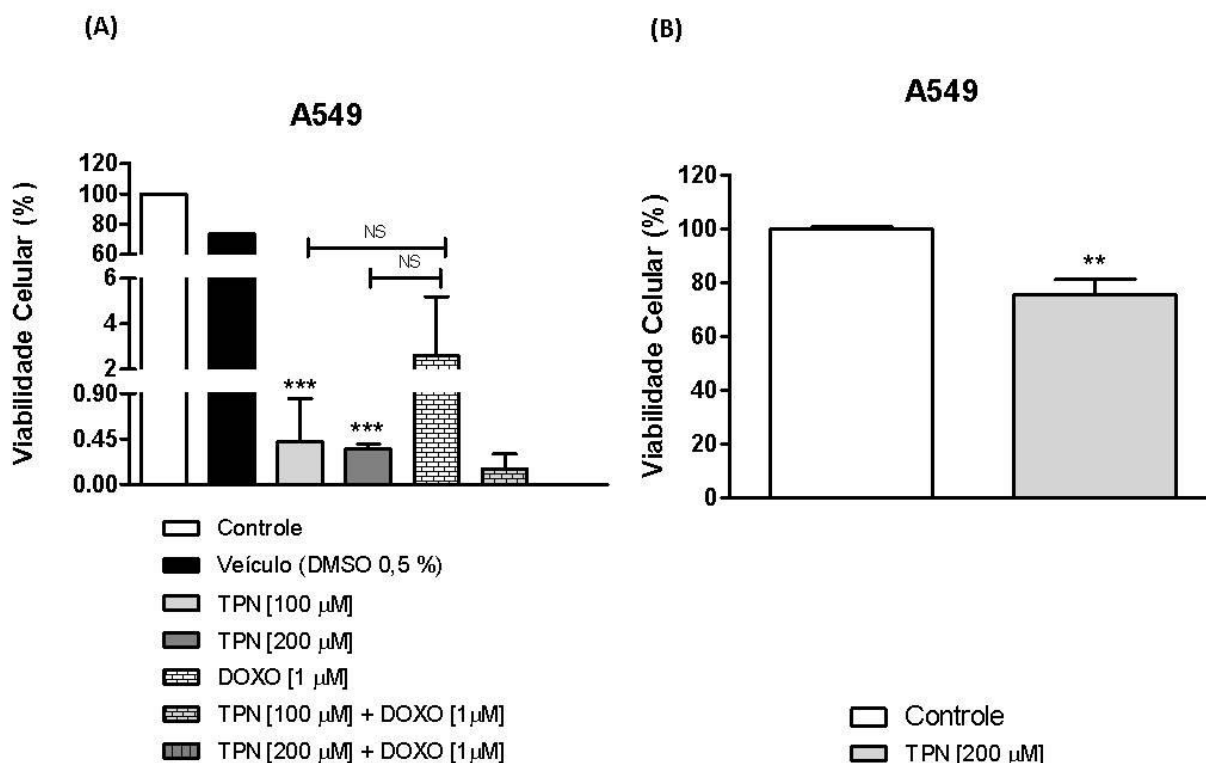 (A)
A549
Viabilidade Celular (%)
120
100
80
60
6
4
2
0.90
0.45
0.00
***
***
NS
NS
Controle
Veículo (DMSO 0,5 %)
TPN [100 µM]
TPN [200 µM]
DOXO [1 µM]
TPN [100 µM] + DOXO [1µM]
TPN [200 µM] + DOXO [1µM]
(B)
A549
Viabilidade Celular (%)
120
100
80
60
40
20
0
**
Controle
TPN [200 µM]